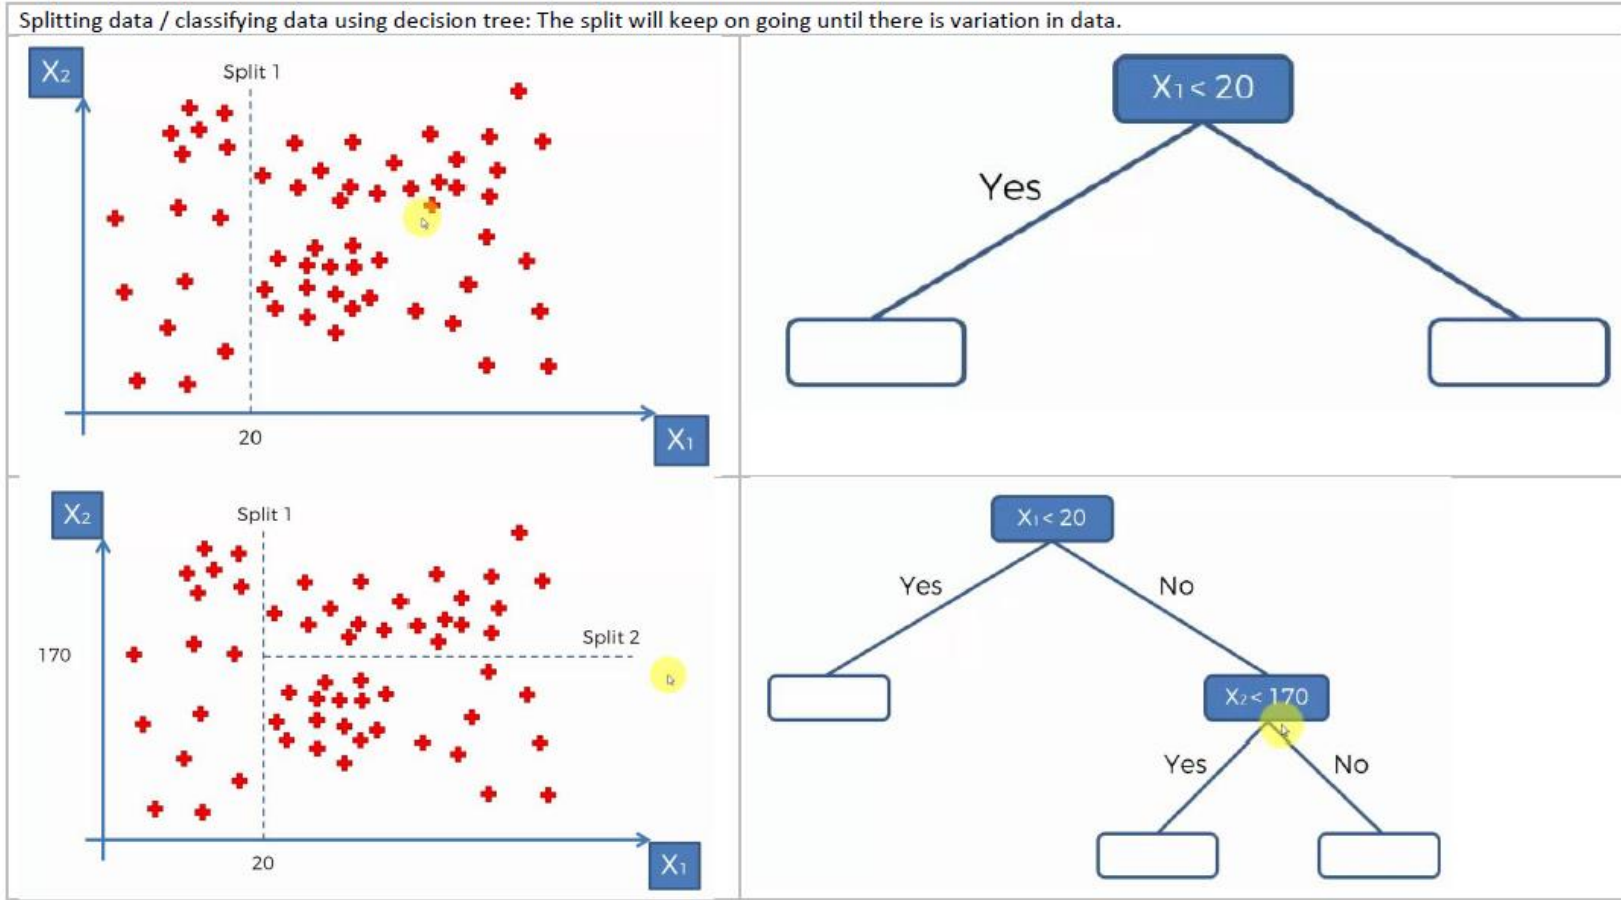 Splitting data / classifying data using decision tree: The split will keep on going until there is variation in data.
X2
Split 1
20
X1
X1 < 20
Yes
X2
Split 1
170
Split 2
20
X1
X1 < 20
Yes
No
X2 < 170
Yes
No